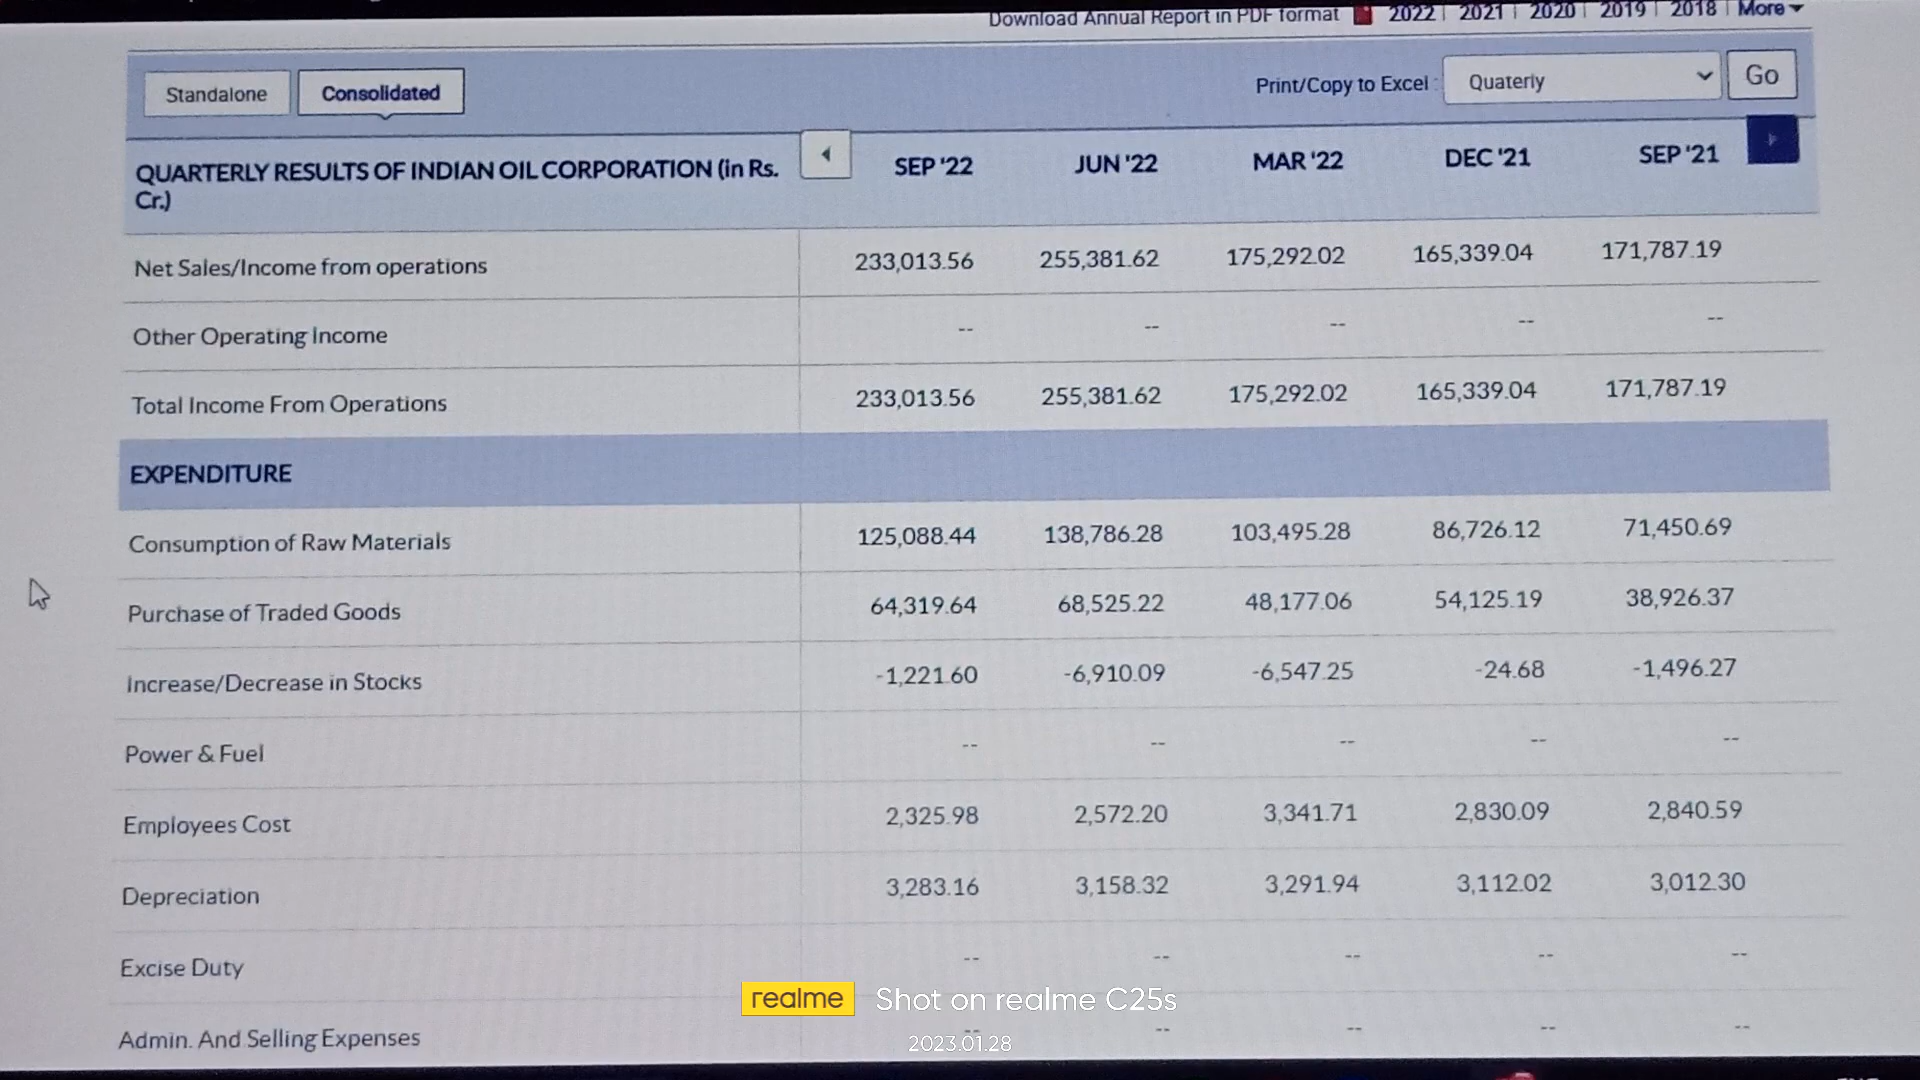 Download Annual Report in PDF format 2022 | 2021 | 2020 | 2019 | 2018 | More
Standalone Consolidated Print/Copy to Excel : Quaterly Go
QUARTERLY RESULTS OF INDIAN OIL CORPORATION (in Rs. Cr.) SEP '22 JUN '22 MAR '22 DEC '21 SEP '21
Net Sales/Income from operations 233,013.56 255,381.62 175,292.02 165,339.04 171,787.19
Other Operating Income -- -- -- -- --
Total Income From Operations 233,013.56 255,381.62 175,292.02 165,339.04 171,787.19
EXPENDITURE
Consumption of Raw Materials 125,088.44 138,786.28 103,495.28 86,726.12 71,450.69
Purchase of Traded Goods 64,319.64 68,525.22 48,177.06 54,125.19 38,926.37
Increase/Decrease in Stocks -1,221.60 -6,910.09 -6,547.25 -24.68 -1,496.27
Power & Fuel -- -- -- -- --
Employees Cost 2,325.98 2,572.20 3,341.71 2,830.09 2,840.59
Depreciation 3,283.16 3,158.32 3,291.94 3,112.02 3,012.30
Excise Duty -- -- -- -- --
realme Shot on realme C25s
Admin. And Selling Expenses -- -- -- -- --
2023.01.28